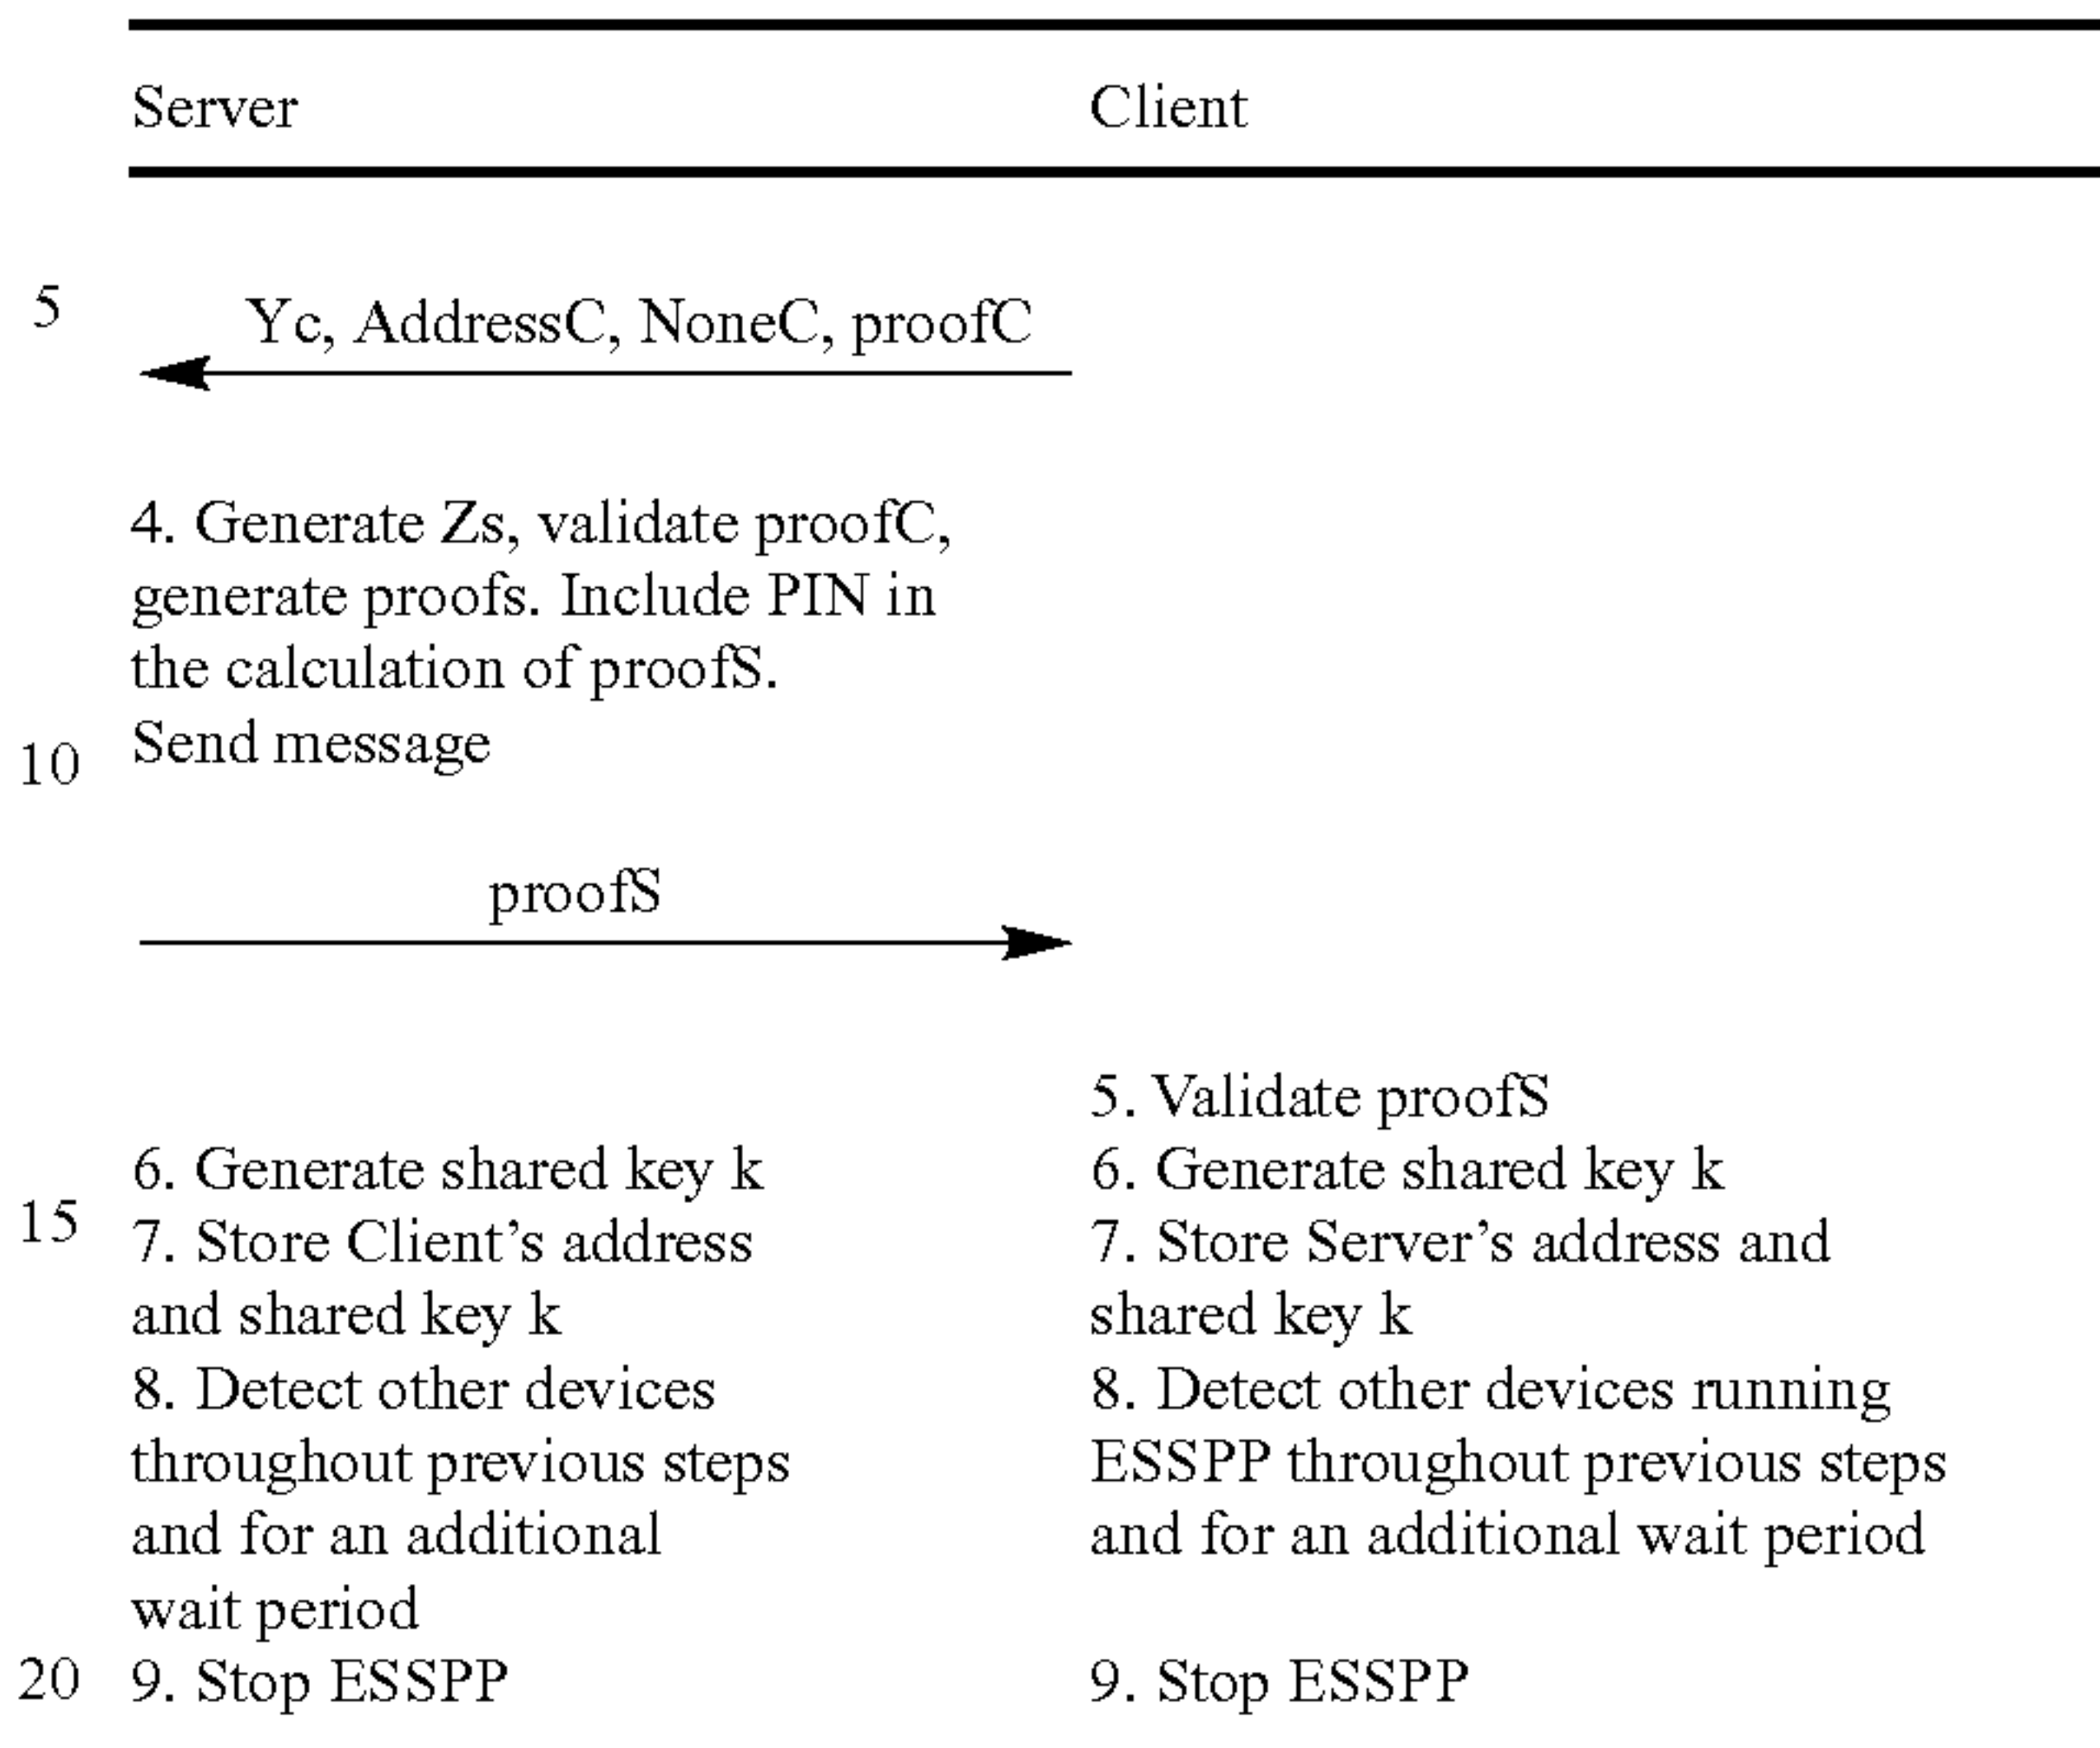 Server Client
5 Yc, AddressC, NoneC, proofC
4. Generate Zs, validate proofC,
generate proofs. Include PIN in
the calculation of proofS.
10 Send message
proofS
5. Validate proofS
6. Generate shared key k 6. Generate shared key k
15 7. Store Client’s address 7. Store Server’s address and
and shared key k shared key k
8. Detect other devices 8. Detect other devices running
throughout previous steps ESSPP throughout previous steps
and for an additional and for an additional wait period
wait period
20 9. Stop ESSPP 9. Stop ESSPP